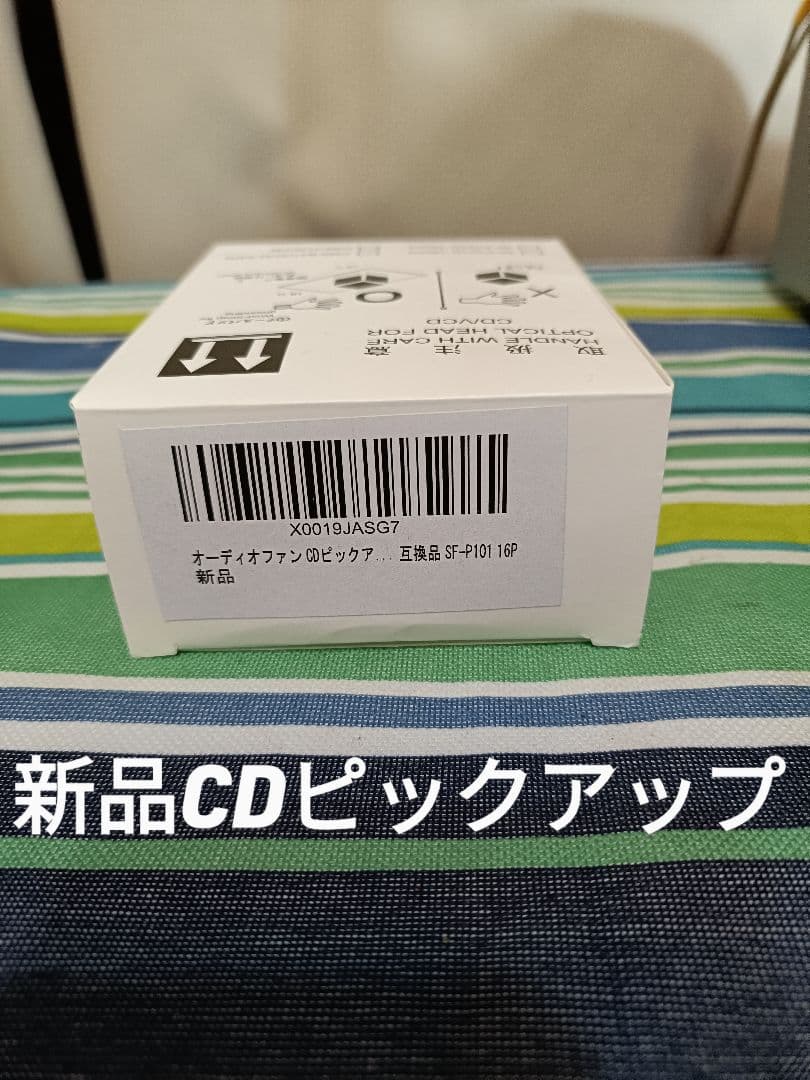 取扱注意
HANDLE WITH CARE
OPTICAL HEAD FOR
CD/VCD
X0019JASG7
オーディオファン CDピックア... 互換品 SF-P101 16P
新品
新品CDピックアップ